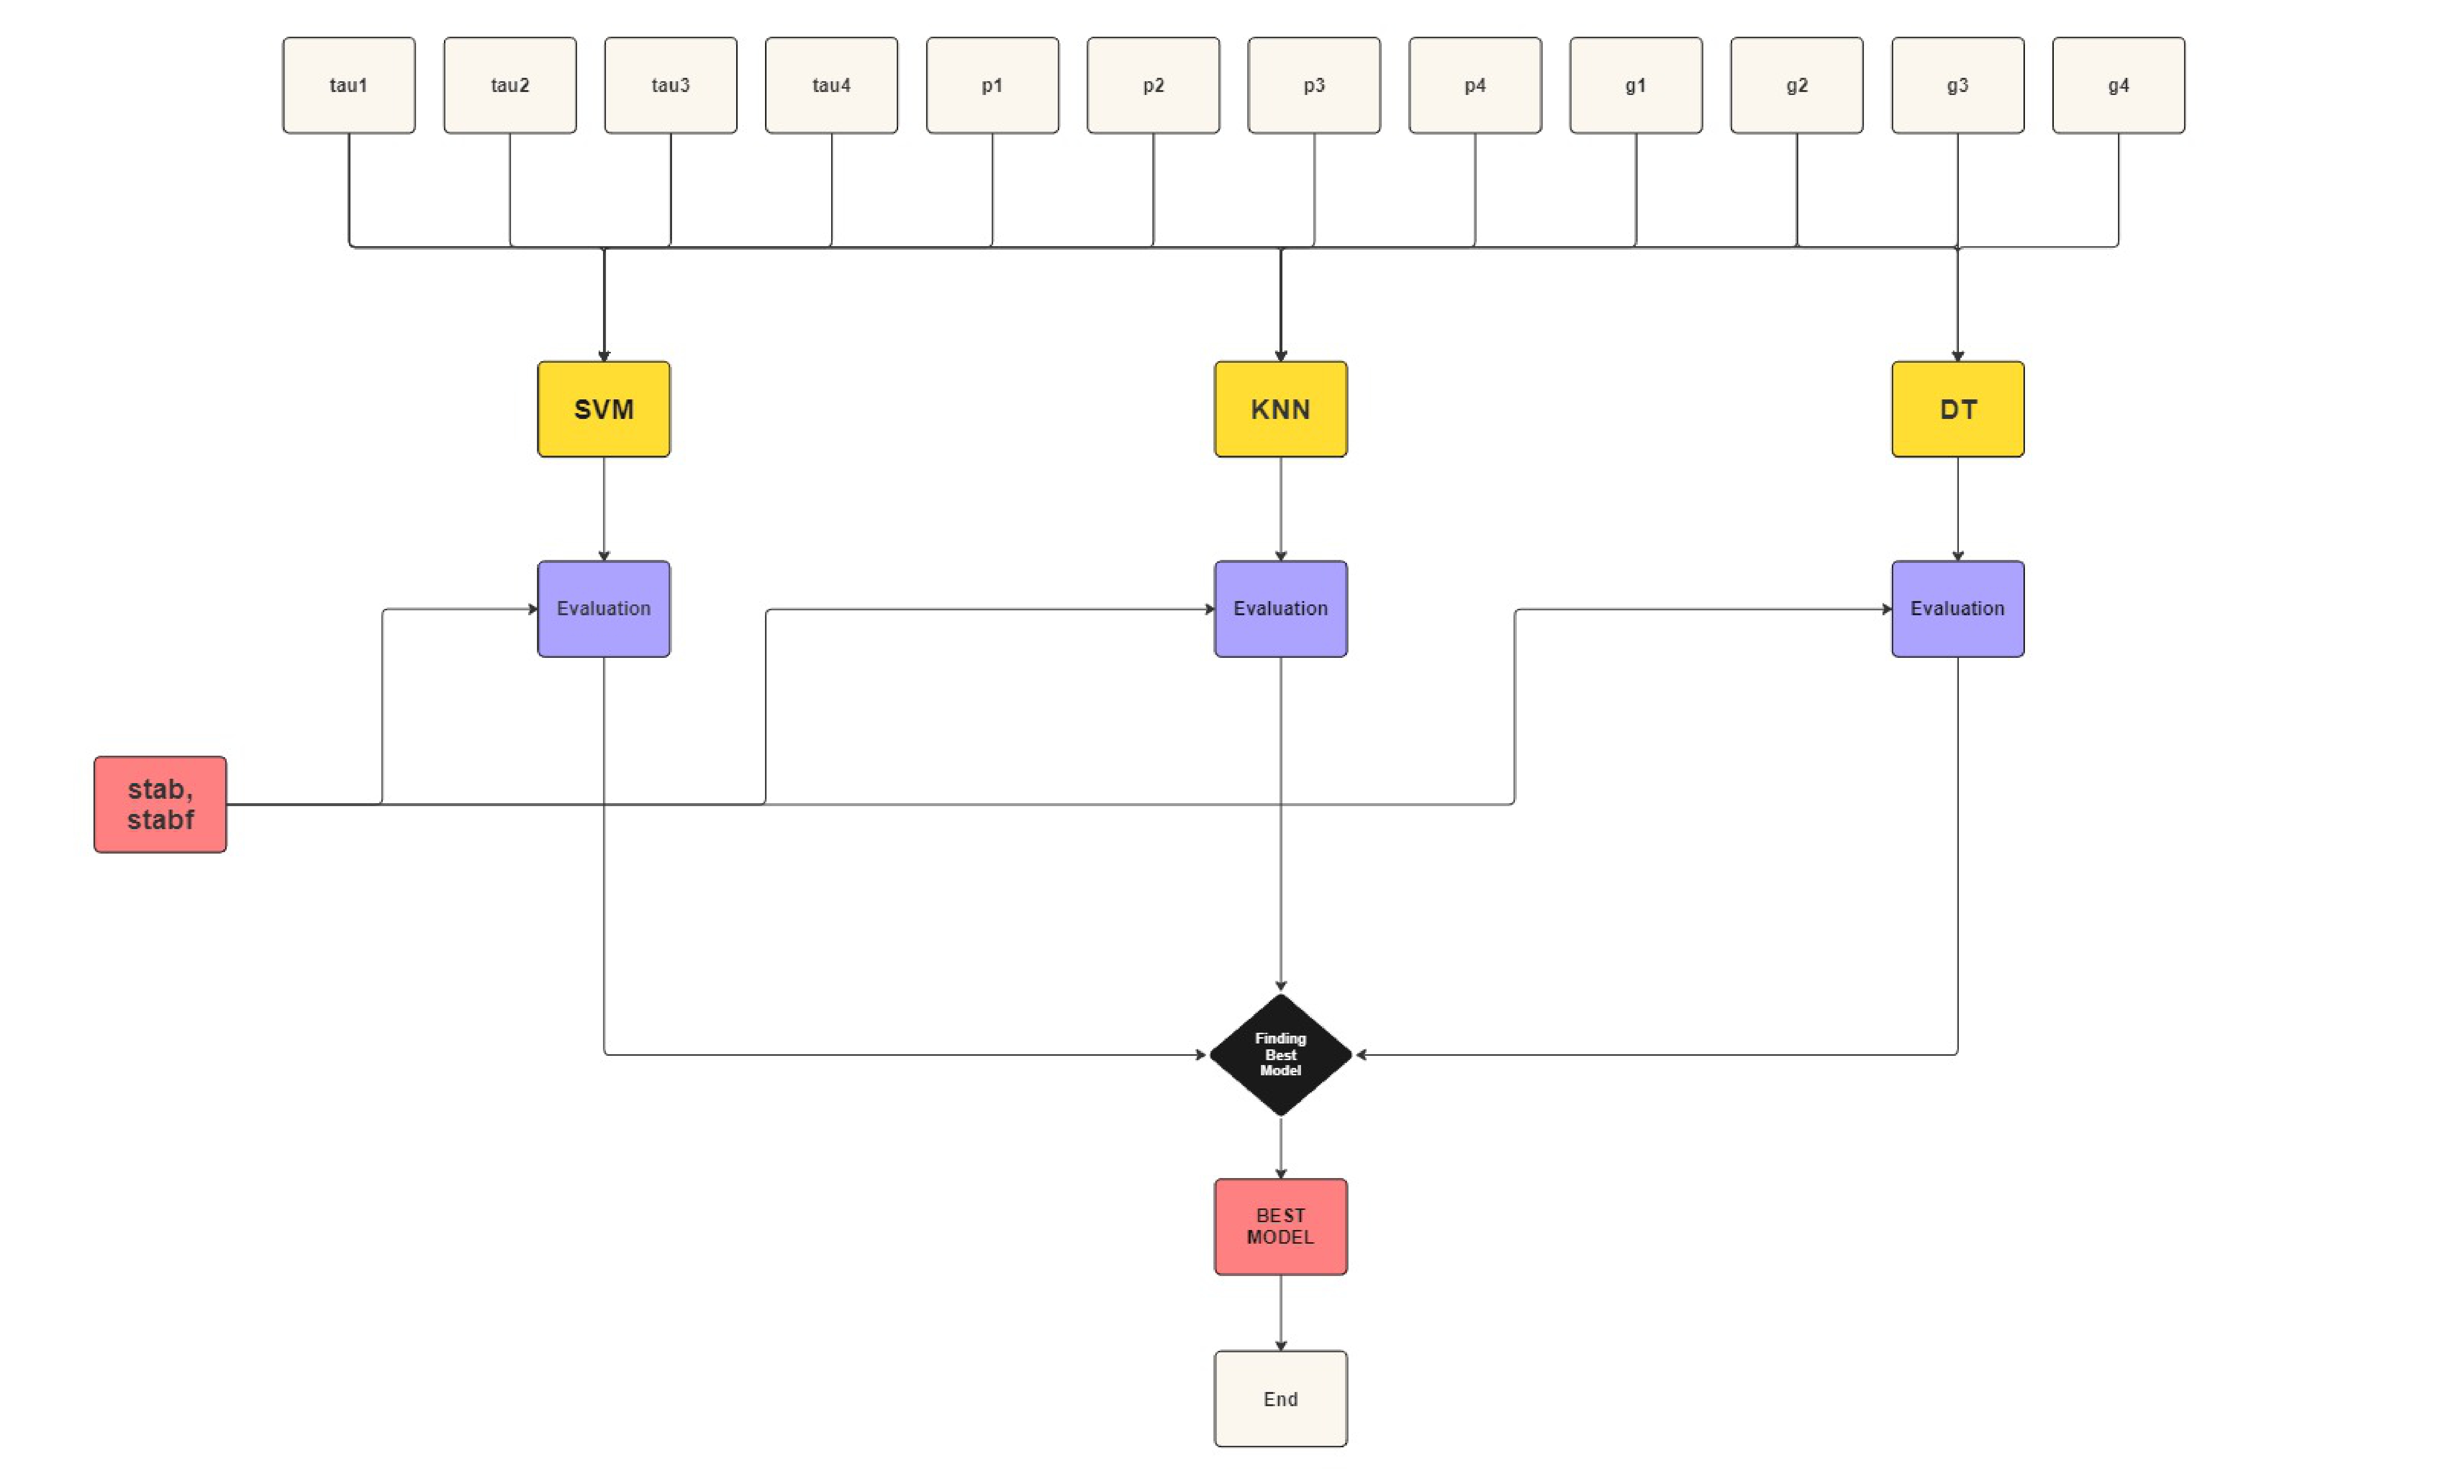 tau1
tau2
tau3
tau4
p1
p2
p3
p4
g1
g2
g3
g4
SVM
KNN
DT
Evaluation
Evaluation
Evaluation
stab,
stabf
Finding
Best
Model
BEST
MODEL
End